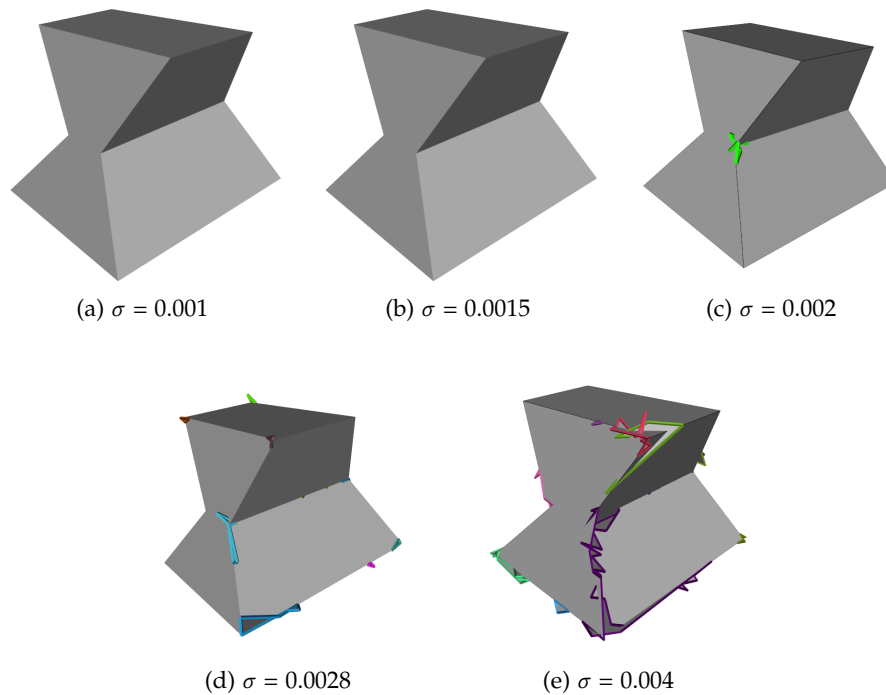 (a) σ = 0.001
(b) σ = 0.0015
(c) σ = 0.002
(d) σ = 0.0028
(e) σ = 0.004